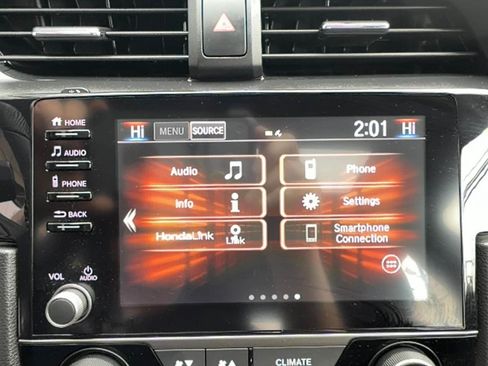 HOME
AUDIO
PHONE
BACK
VOL AUDIO
Hi MENU SOURCE 2:01 Hi
Audio Phone
Info i Settings
HondaLink Link Smartphone
Connection
CLIMATE